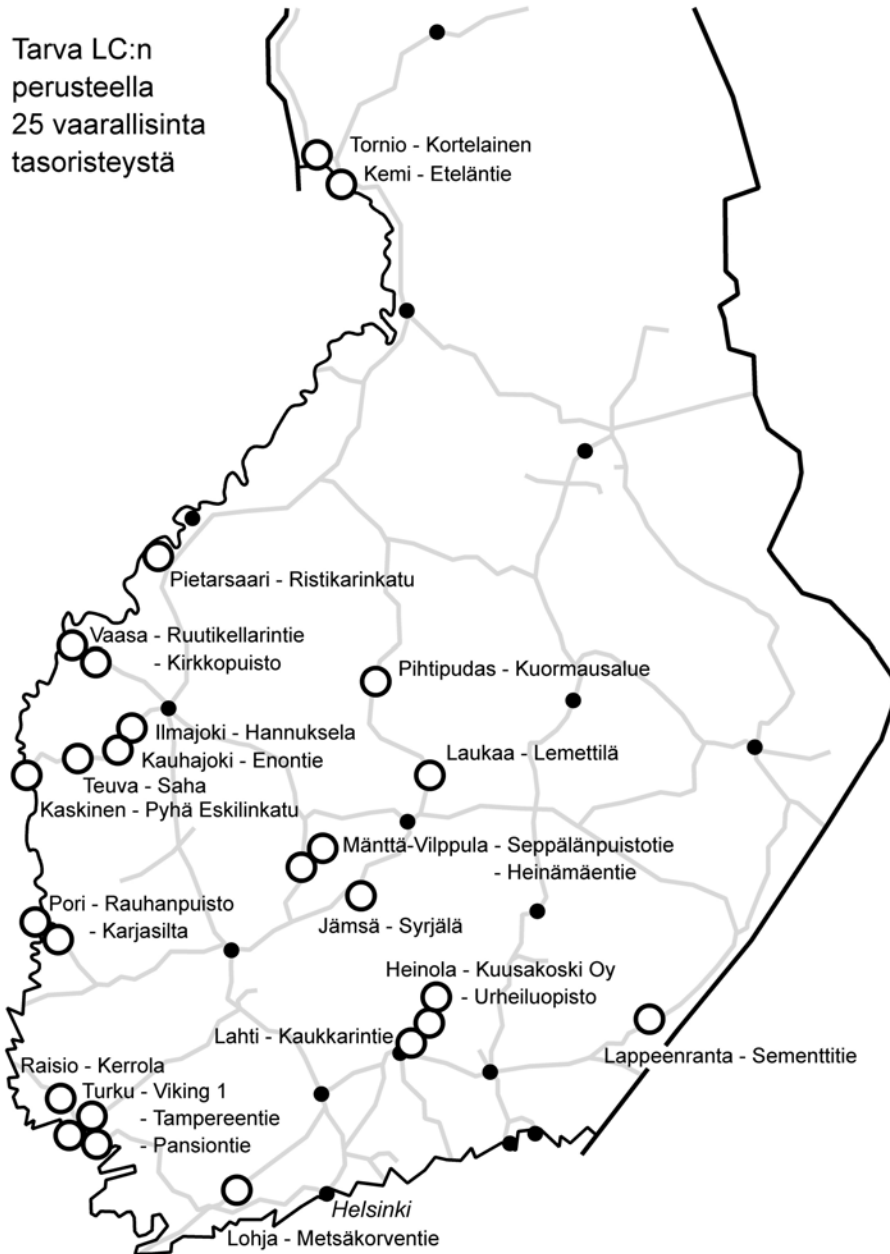 Tarva LC:n
perusteella
25 vaarallisinta
tasoristeystä
Tornio - Kortelainen
Kemi - Eteläntie
Pietarsaari - Ristikarinkatu
Vaasa - Ruutikellarintie
- Kirkkopuisto
Pihtipudas - Kuormausalue
Ilmajoki - Hannuksela
Kauhajoki - Enontie
Laukaa - Lemettilä
Teuva - Saha
Kaskinen - Pyhä Eskilinkatu
Mänttä-Vilppula - Seppälänpuistotie
- Heinämäentie
Pori - Rauhanpuisto
- Karjasilta
Jämsä - Syrjälä
Heinola - Kuusakoski Oy
- Urheiluopisto
Lahti - Kaukkarintie
Lappeenranta - Sementtitie
Raisio - Kerrola
Turku - Viking 1
- Tampereentie
- Pansiontie
Helsinki
Lohja - Metsäkorventie